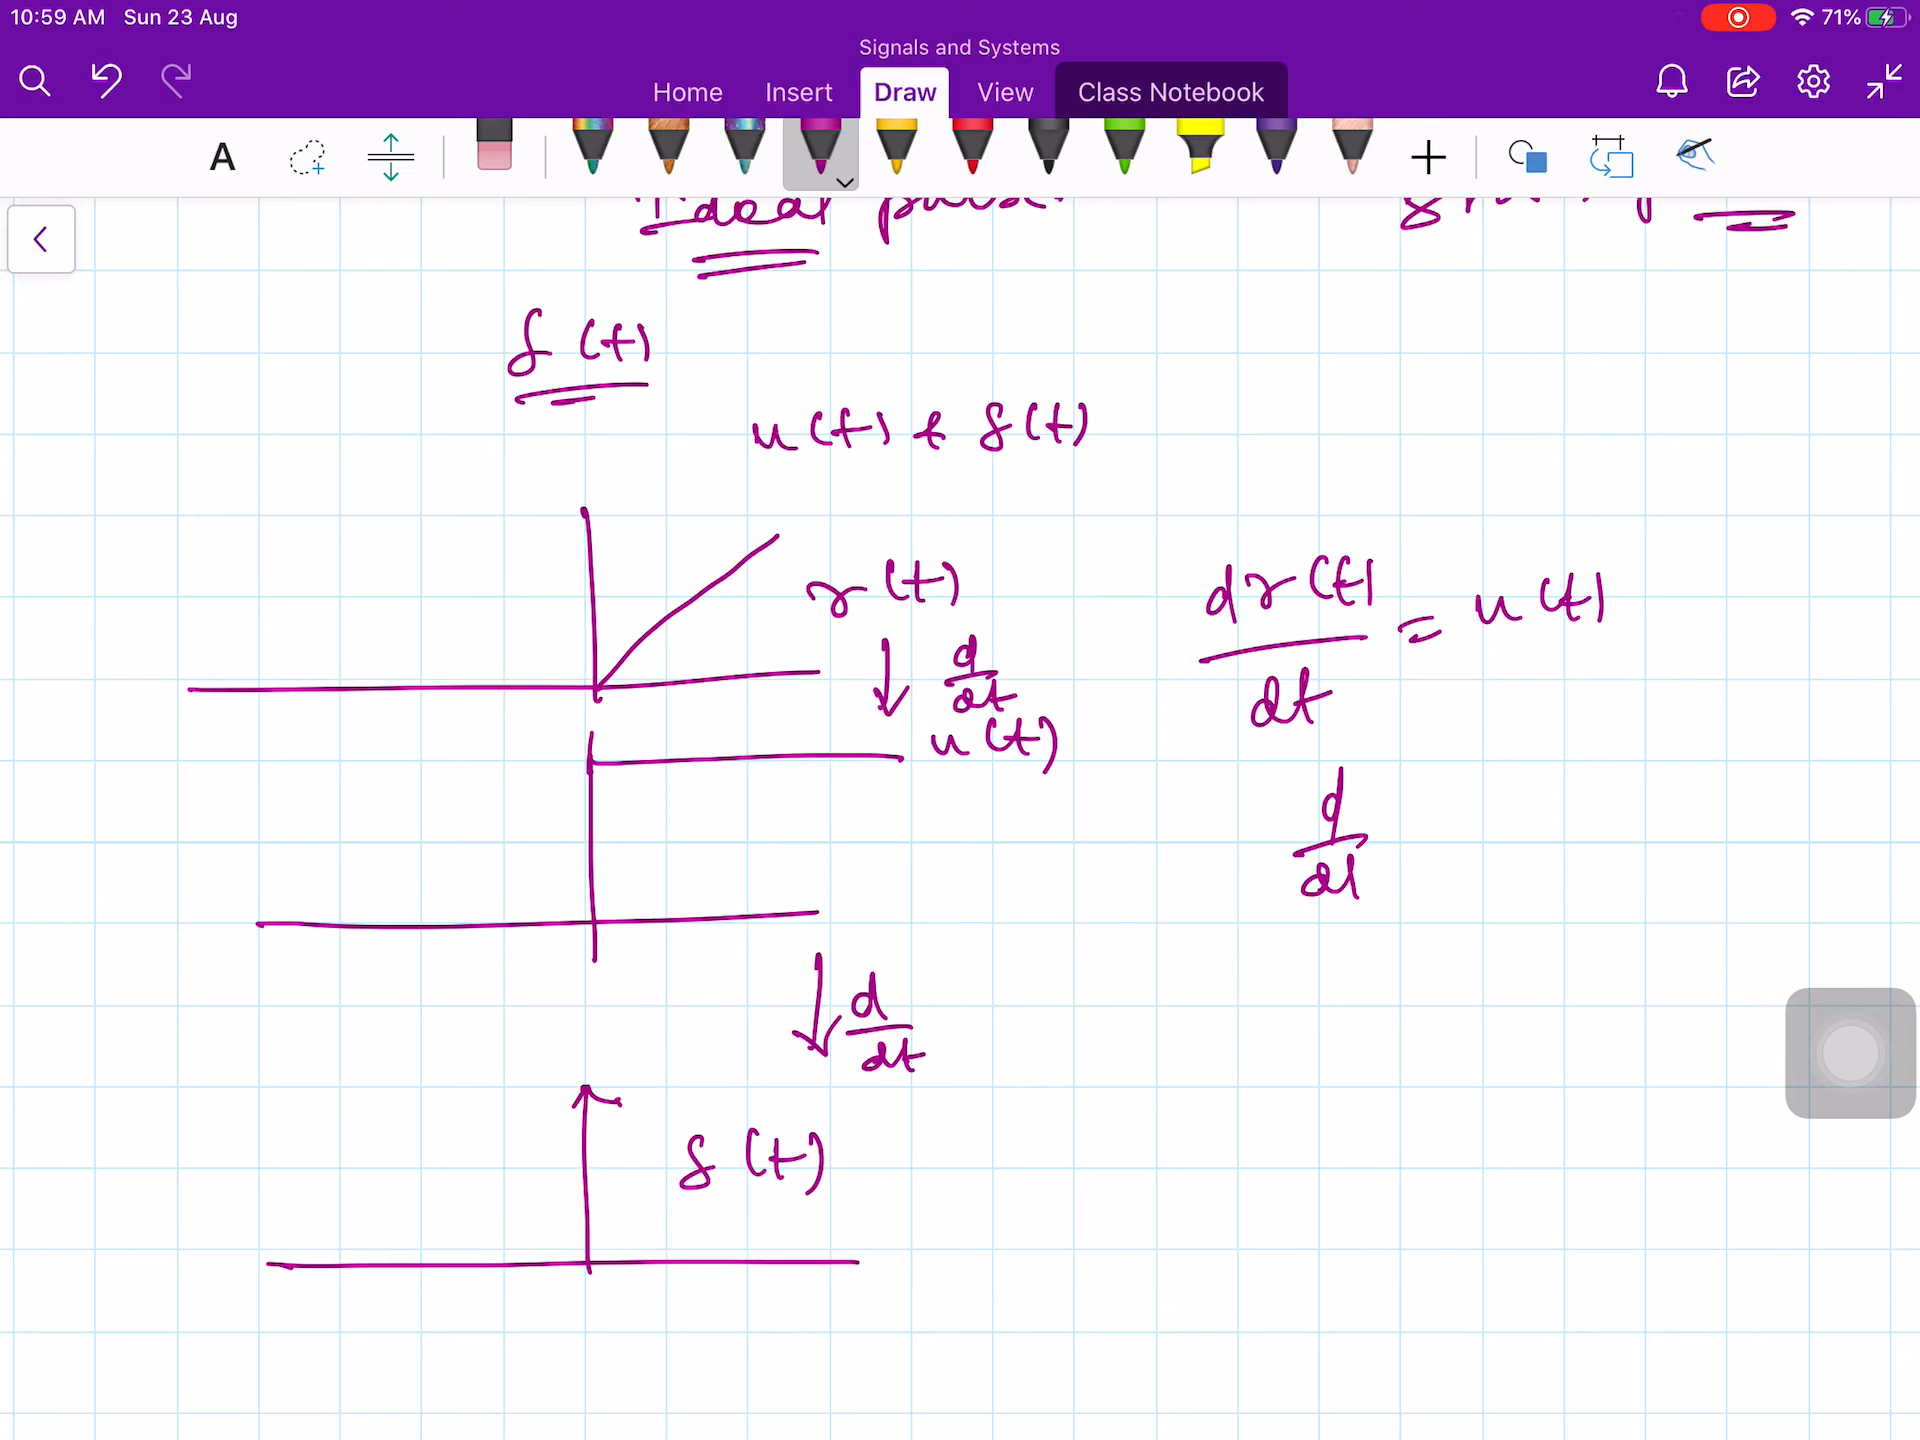 10:59 AM Sun 23 Aug
71%
Signals and Systems
Home Insert Draw View Class Notebook
A
Ideal
δ(t)
u(t) & δ(t)
r(t)
d/dt
dr(t)/dt = u(t)
u(t)
d/dt
d/dt
δ(t)